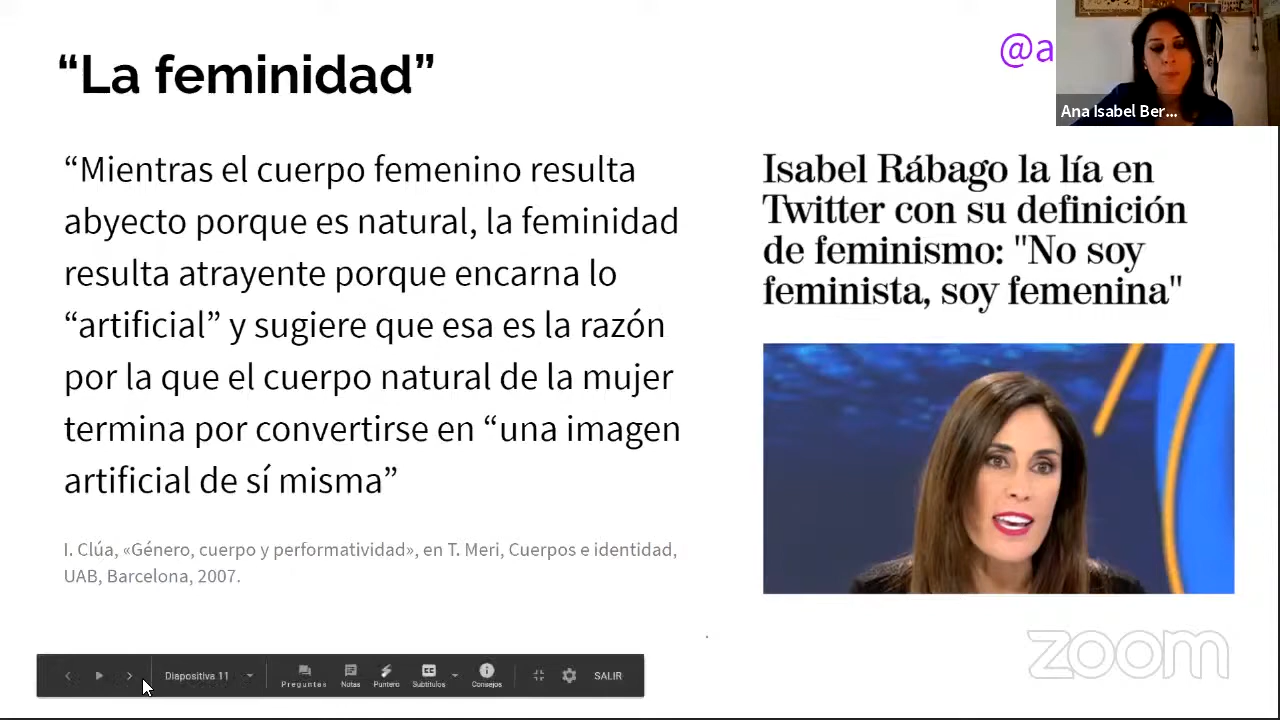 “La feminidad”
@a
Ana Isabel Ber...
“Mientras el cuerpo femenino resulta
abyecto porque es natural, la feminidad
resulta atrayente porque encarna lo
“artificial” y sugiere que esa es la razón
por la que el cuerpo natural de la mujer
termina por convertirse en “una imagen
artificial de sí misma”
I. Clúa, «Género, cuerpo y performatividad», en T. Meri, Cuerpos e identidad,
UAB, Barcelona, 2007.
Isabel Rábago la lía en
Twitter con su definición
de feminismo: "No soy
feminista, soy femenina"
zoom
Diapositiva 11
Preguntas
Notas
Puntero
Subtítulos
Consejos
SALIR